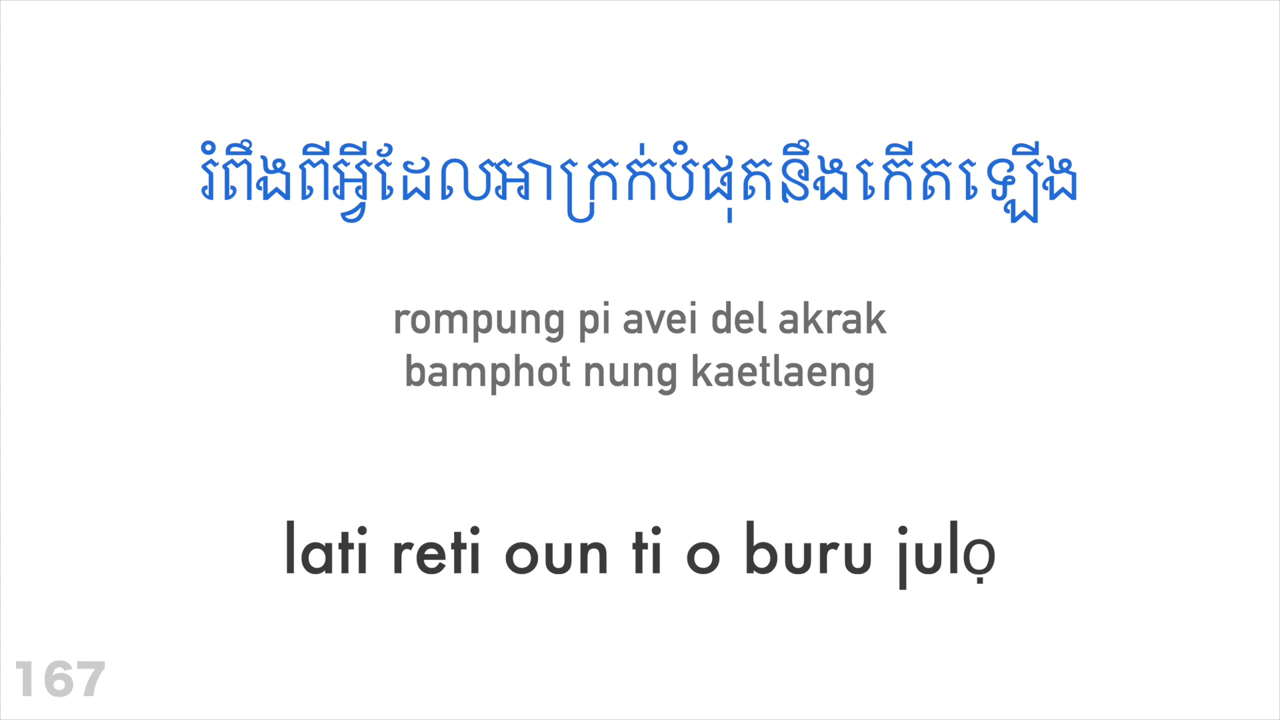 រំពឹងពីអ្វីដែលអាក្រក់បំផុតនឹងកើតឡើង
rompung pi avei del akrak
bamphot nung kaetlaeng
lati reti oun ti o buru julọ
167